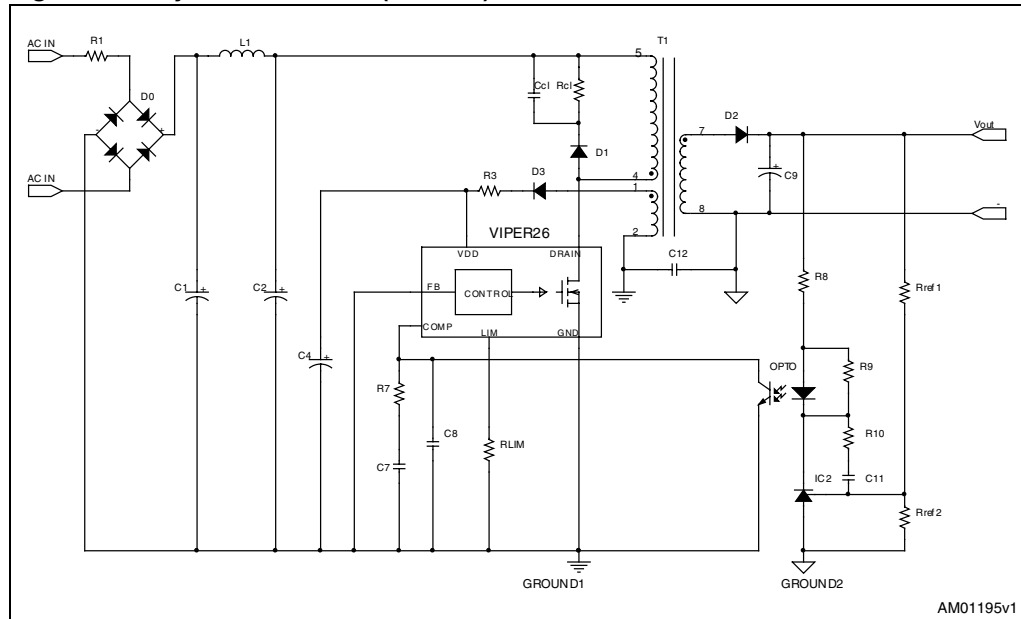 AC IN
R1
L1
T1
5
Ccl
Rcl
D0
-
+
D2
7
Vout
D1
+
C9
AC IN
R3
D3
4
1
8
-
2
VIPER26
C12
VDD
DRAIN
R8
C1
+
C2
+
FB
CONTROL
Rref1
COMP
LIM
GND
C4
+
OPTO
R9
R7
C8
RLIM
R10
C7
IC2
C11
Rref2
GROUND1
GROUND2
AM01195v1